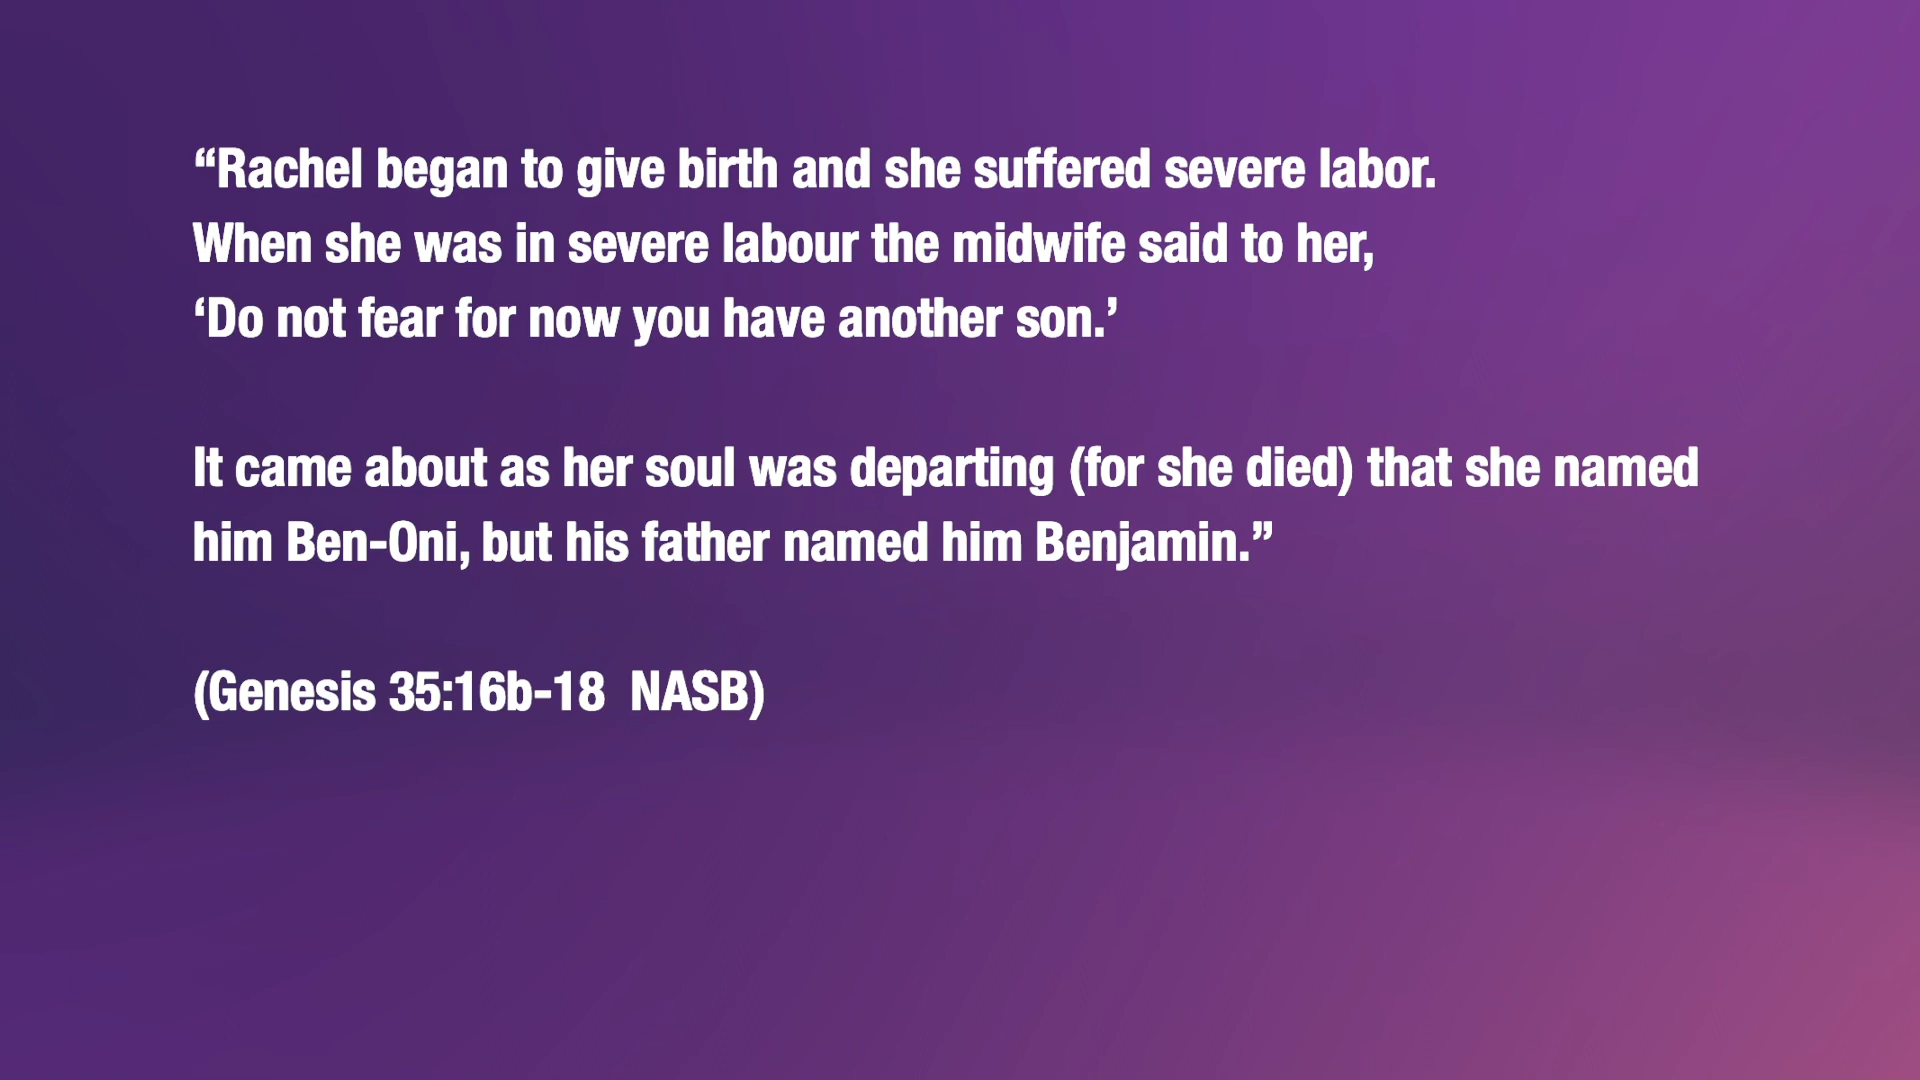 “Rachel began to give birth and she suffered severe labor.
When she was in severe labour the midwife said to her,
‘Do not fear for now you have another son.’
It came about as her soul was departing (for she died) that she named
him Ben-Oni, but his father named him Benjamin.”
(Genesis 35:16b-18  NASB)